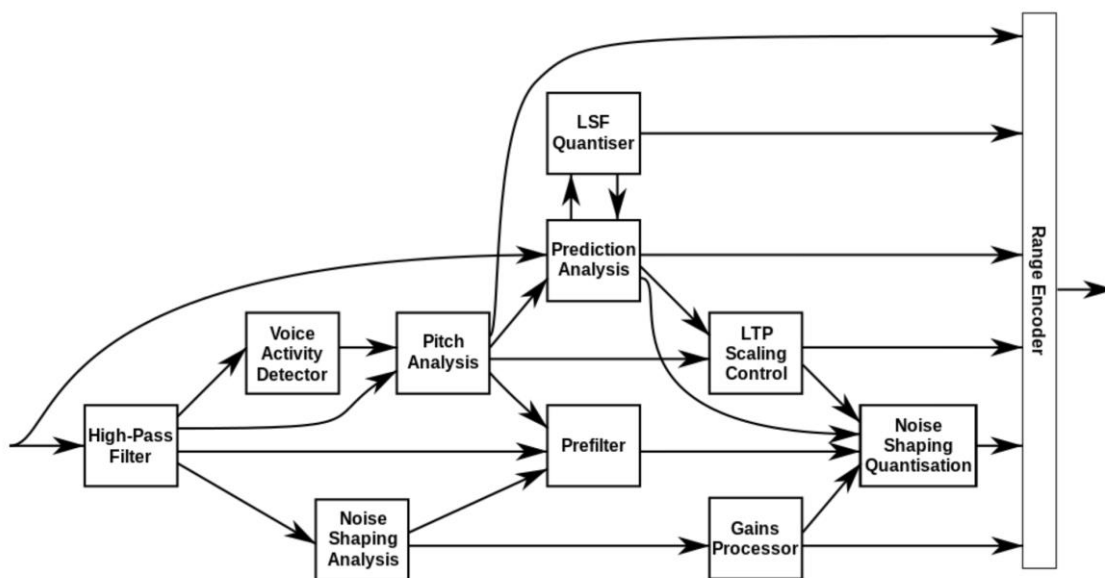 LSF
Quantiser
Prediction
Analysis
Voice
Activity
Detector
Pitch
Analysis
LTP
Scaling
Control
Range Encoder
High-Pass
Filter
Prefilter
Noise
Shaping
Quantisation
Noise
Shaping
Analysis
Gains
Processor